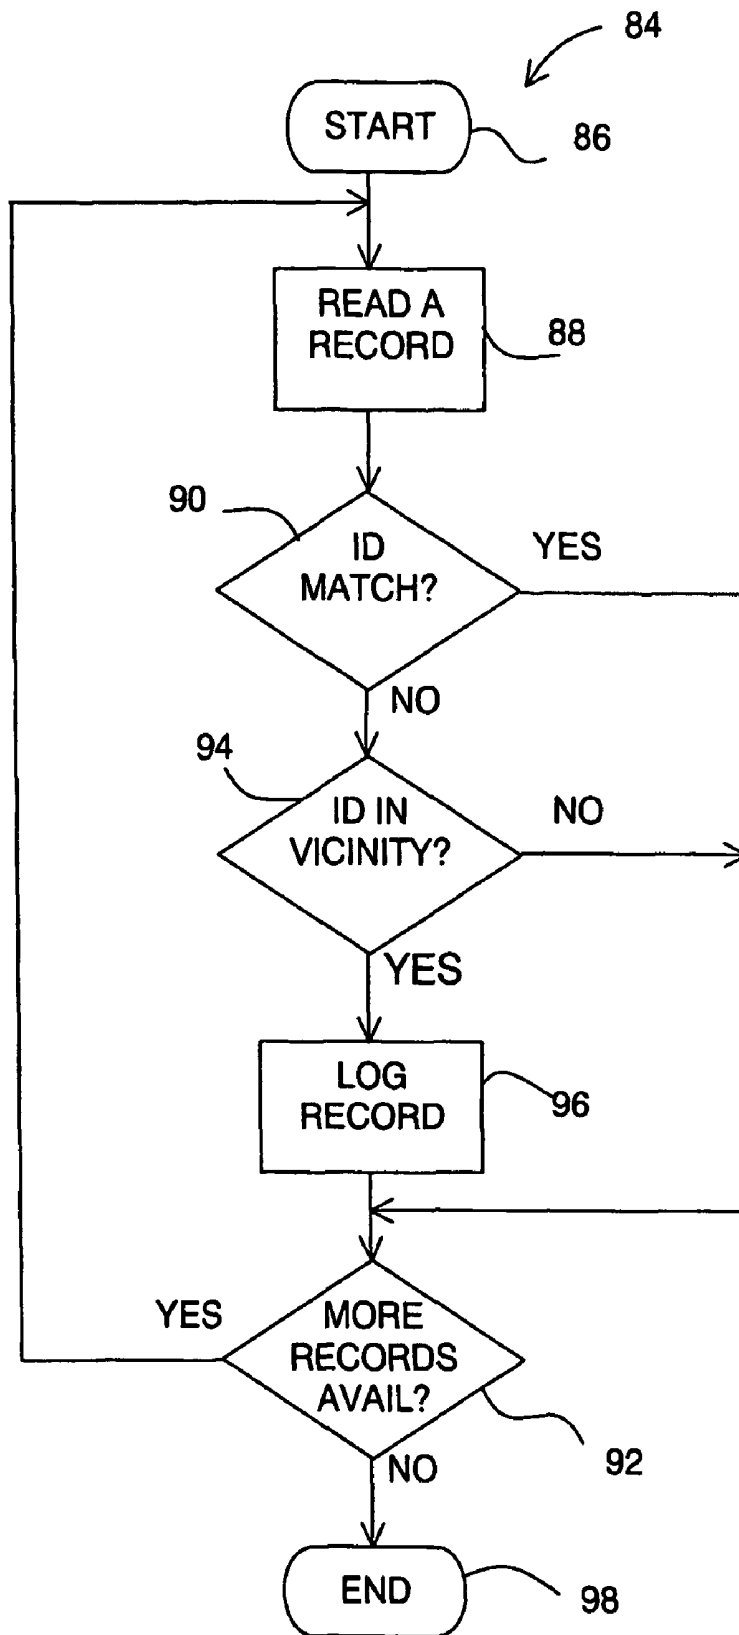 84
START
86
READ A
RECORD
88
90
ID
MATCH?
YES
NO
94
ID IN
VICINITY?
NO
YES
LOG
RECORD
96
YES
MORE
RECORDS
AVAIL?
92
NO
END
98